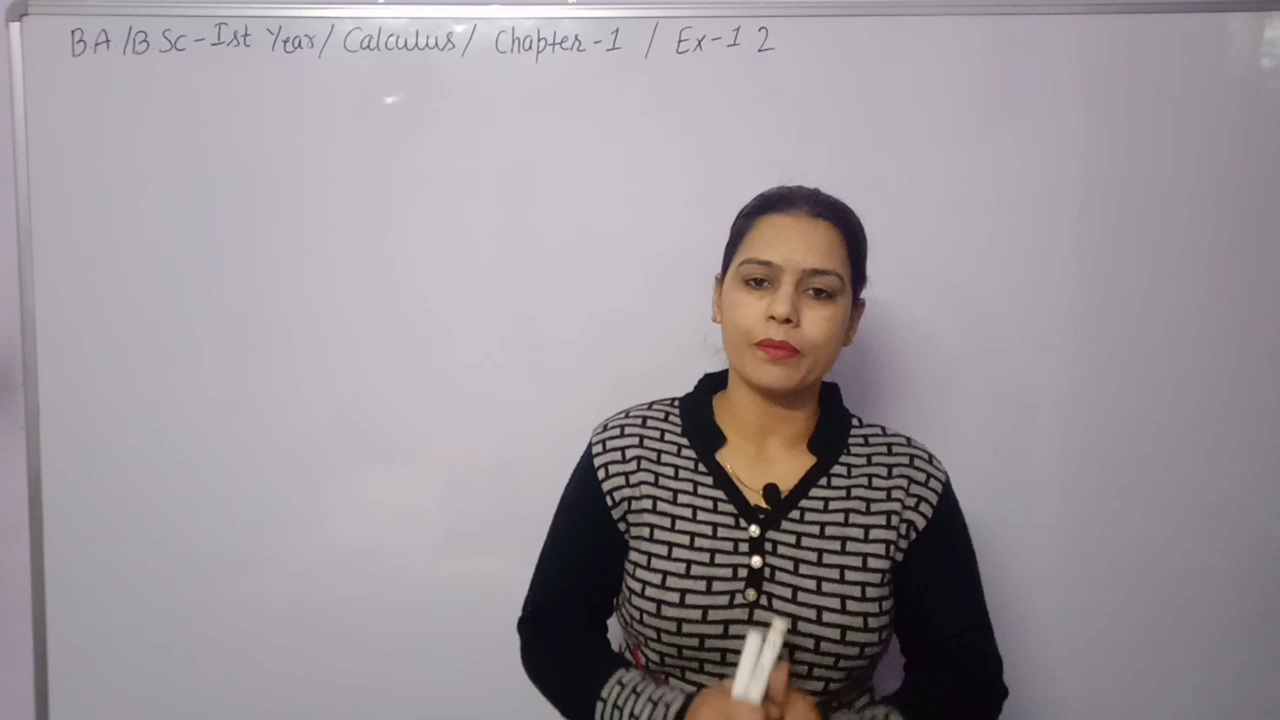 BA/B Sc-Ist Year/ Calculus/ Chapter-1 / Ex-1 2